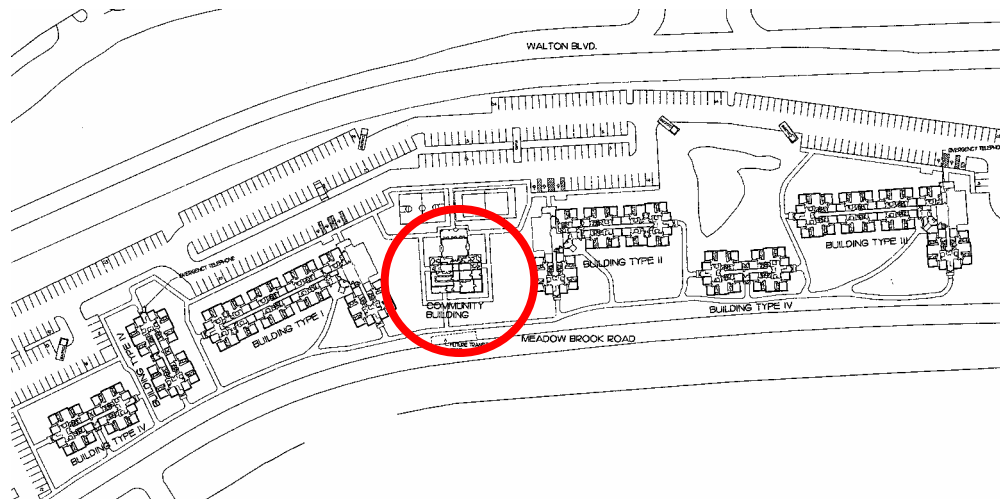 WALTON BLVD.
EMERGENCY TELEPHONE
EMERGENCY TELEPHONE
BUILDING TYPE III
BUILDING TYPE II
COMMUNITY
BUILDING
BUILDING TYPE IV
BUILDING TYPE I
MEADOW BROOK ROAD
FUTURE
BUILDING TYPE IV
BUILDING TYPE IV